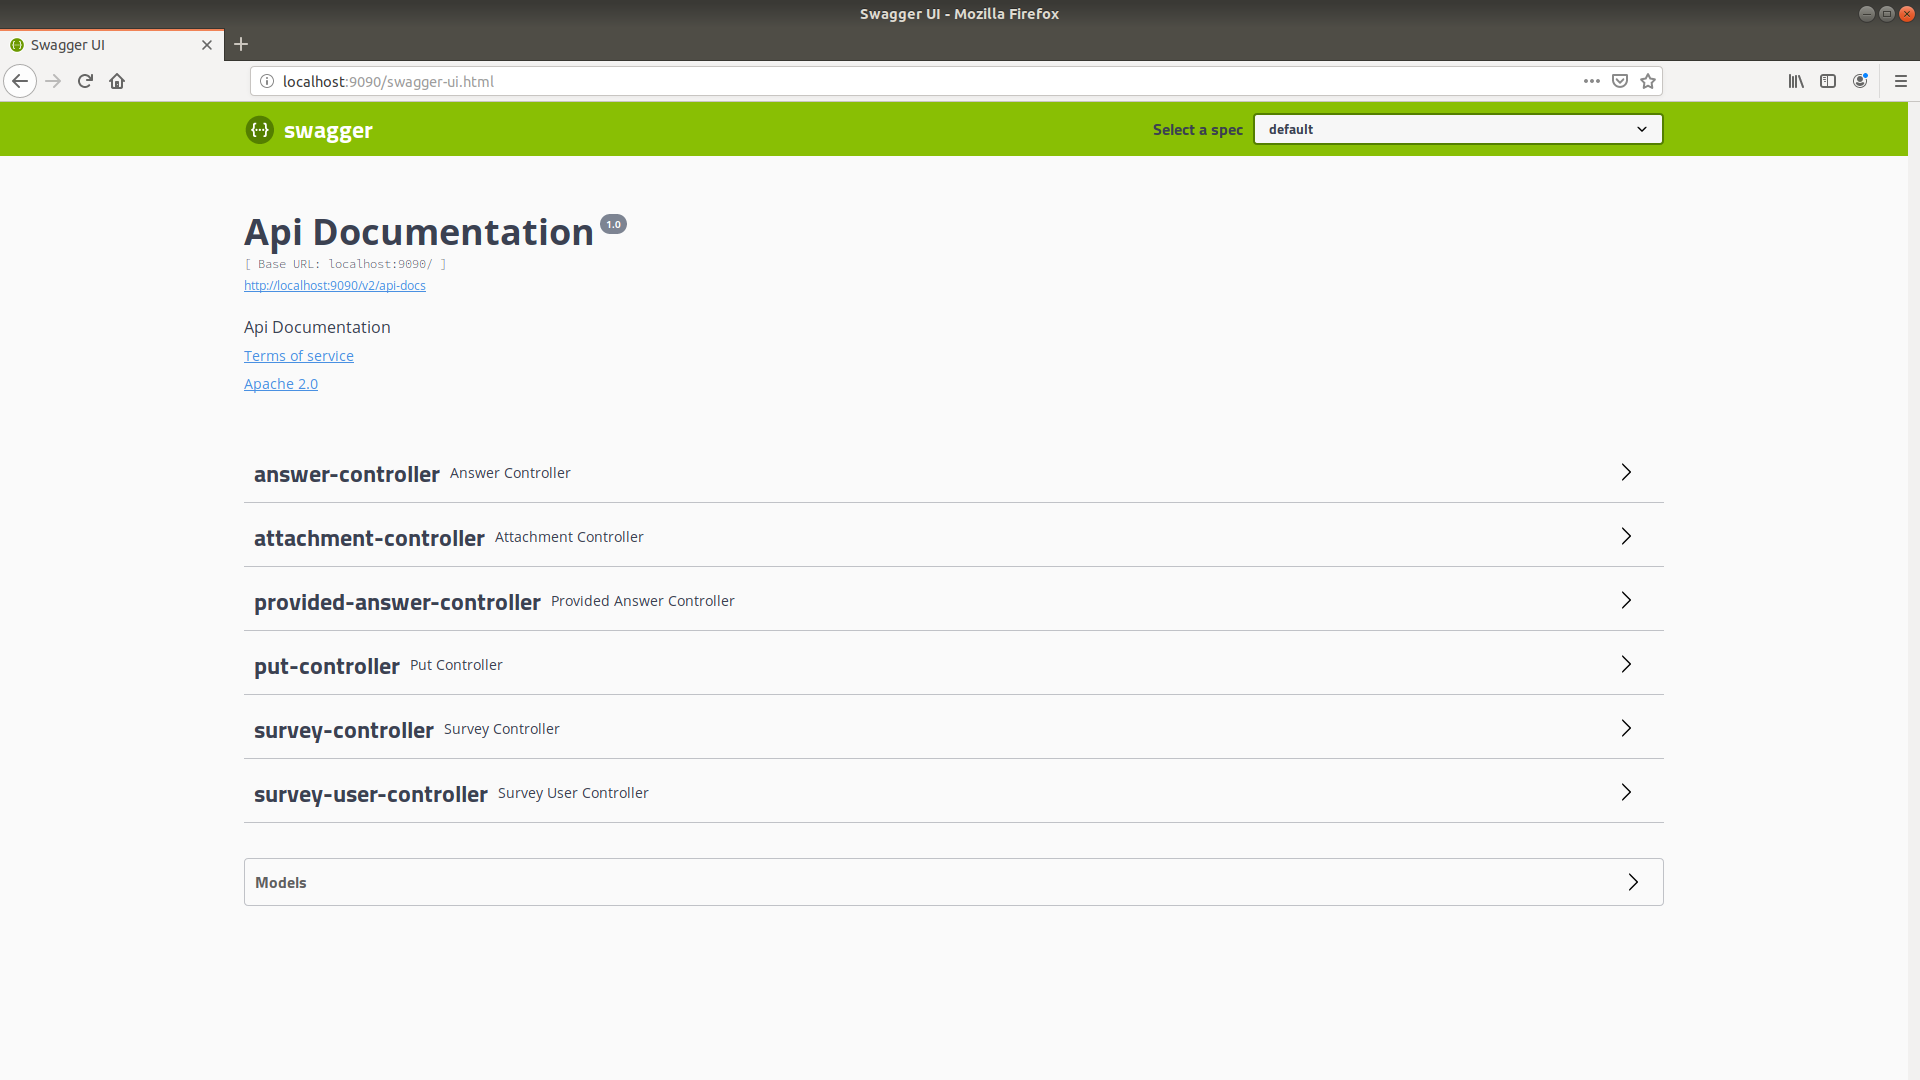 Swagger UI - Mozilla Firefox
Swagger UI
localhost:9090/swagger-ui.html
swagger
Select a spec
default
Api Documentation 1.0
[ Base URL: localhost:9090/ ]
http://localhost:9090/v2/api-docs
Api Documentation
Terms of service
Apache 2.0
answer-controller Answer Controller
attachment-controller Attachment Controller
provided-answer-controller Provided Answer Controller
put-controller Put Controller
survey-controller Survey Controller
survey-user-controller Survey User Controller
Models